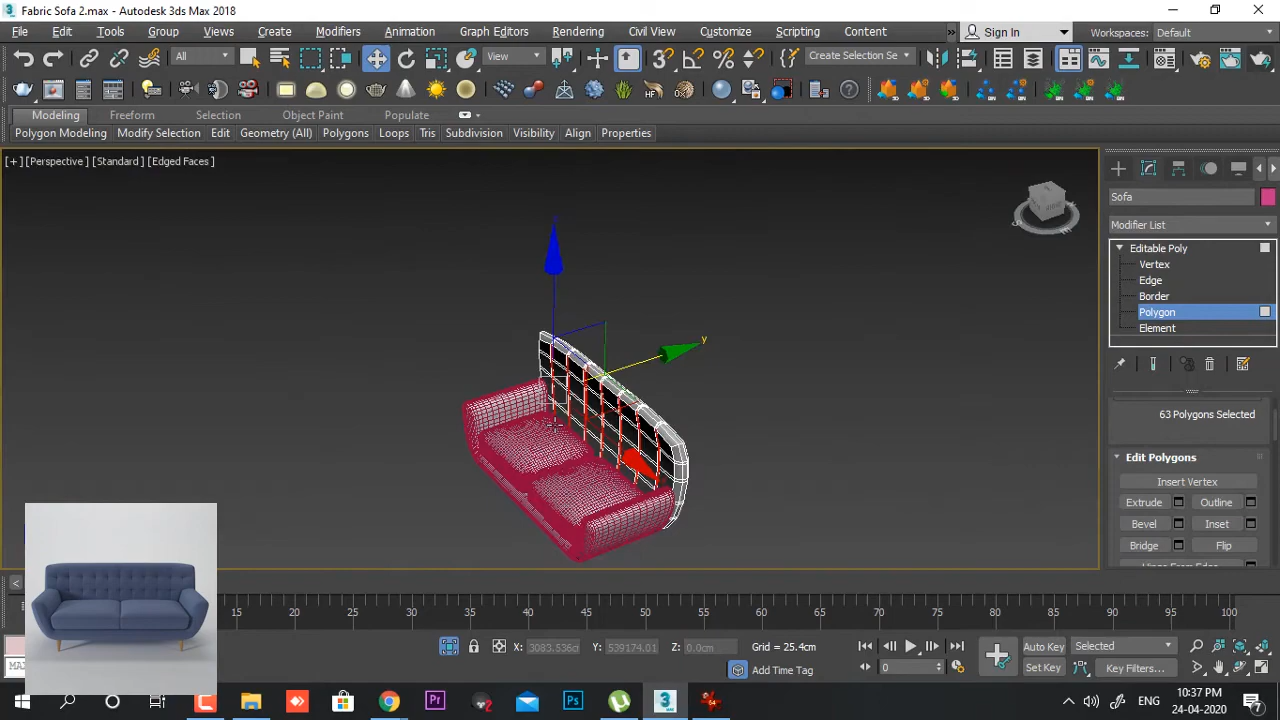 Fabric Sofa 2.max - Autodesk 3ds Max 2018
File Edit Tools Group Views Create Modifiers Animation Graph Editors Rendering Civil View Customize Scripting Content » Sign In Workspaces: Default
All View Create Selection Se
Modeling Freeform Selection Object Paint Populate
Polygon Modeling Modify Selection Edit Geometry (All) Polygons Loops Tris Subdivision Visibility Align Properties
[+] [Perspective] [Standard] [Edged Faces]
Sofa
Modifier List
Editable Poly
Vertex
Edge
Border
Polygon
Element
y
63 Polygons Selected
Edit Polygons
Insert Vertex
Extrude Outline
Bevel Inset
Bridge Flip
15 20 25 30 35 40 45 50 55 60 65 70 75 80 85 90 95 100
X: 3083.536cm Y: 539174.01 Z: 0.0cm Grid = 25.4cm
Add Time Tag
0
Auto Key Selected
Set Key Key Filters...
ENG
10:37 PM
24-04-2020